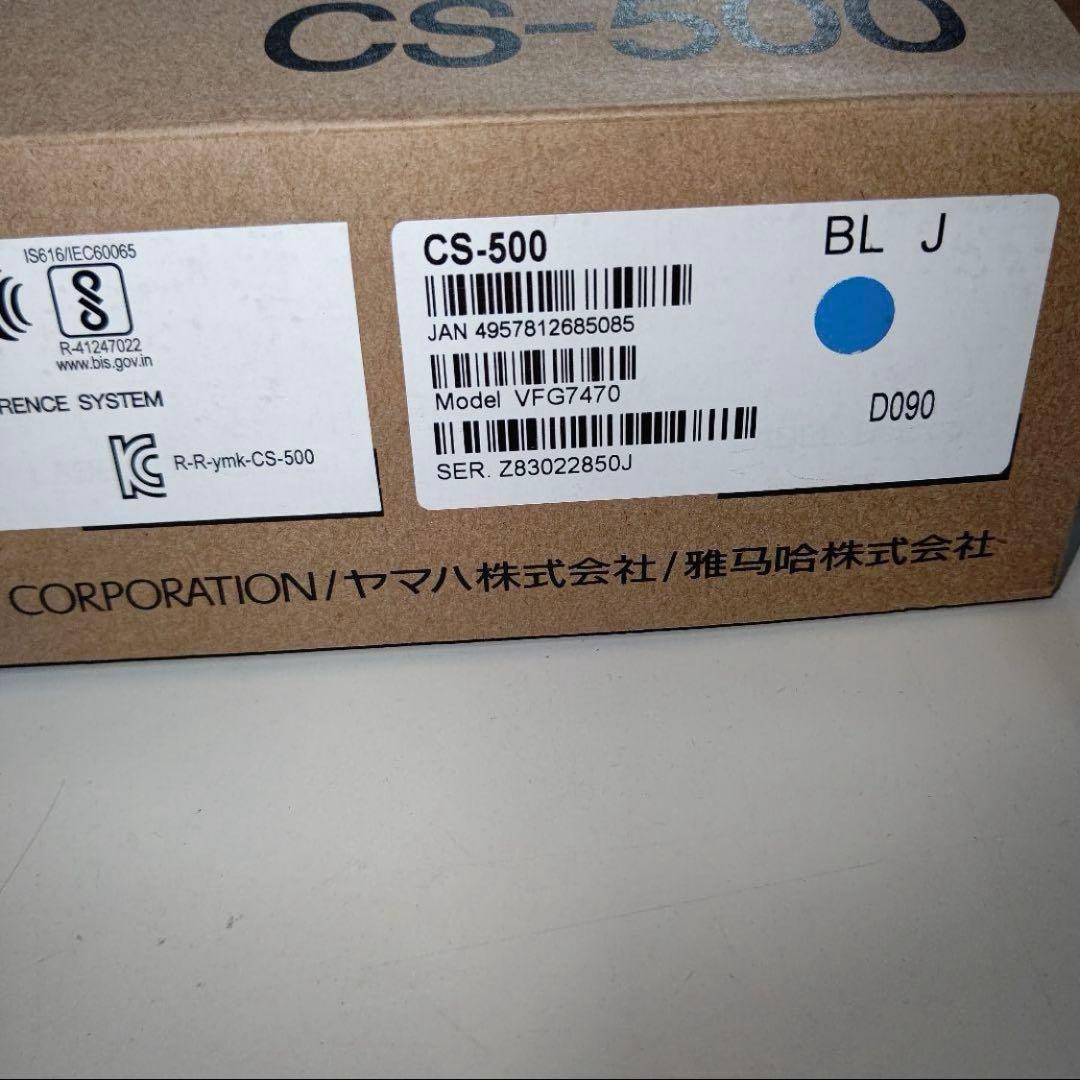 CS-500
IS616/IEC60065
R-41247022
www.bis.gov.in
RENCE SYSTEM
R-R-ymk-CS-500
CS-500
BL J
JAN 4957812685085
Model VFG7470
D090
SER. Z83022850J
CORPORATION/ヤマハ株式会社/雅马哈株式会社